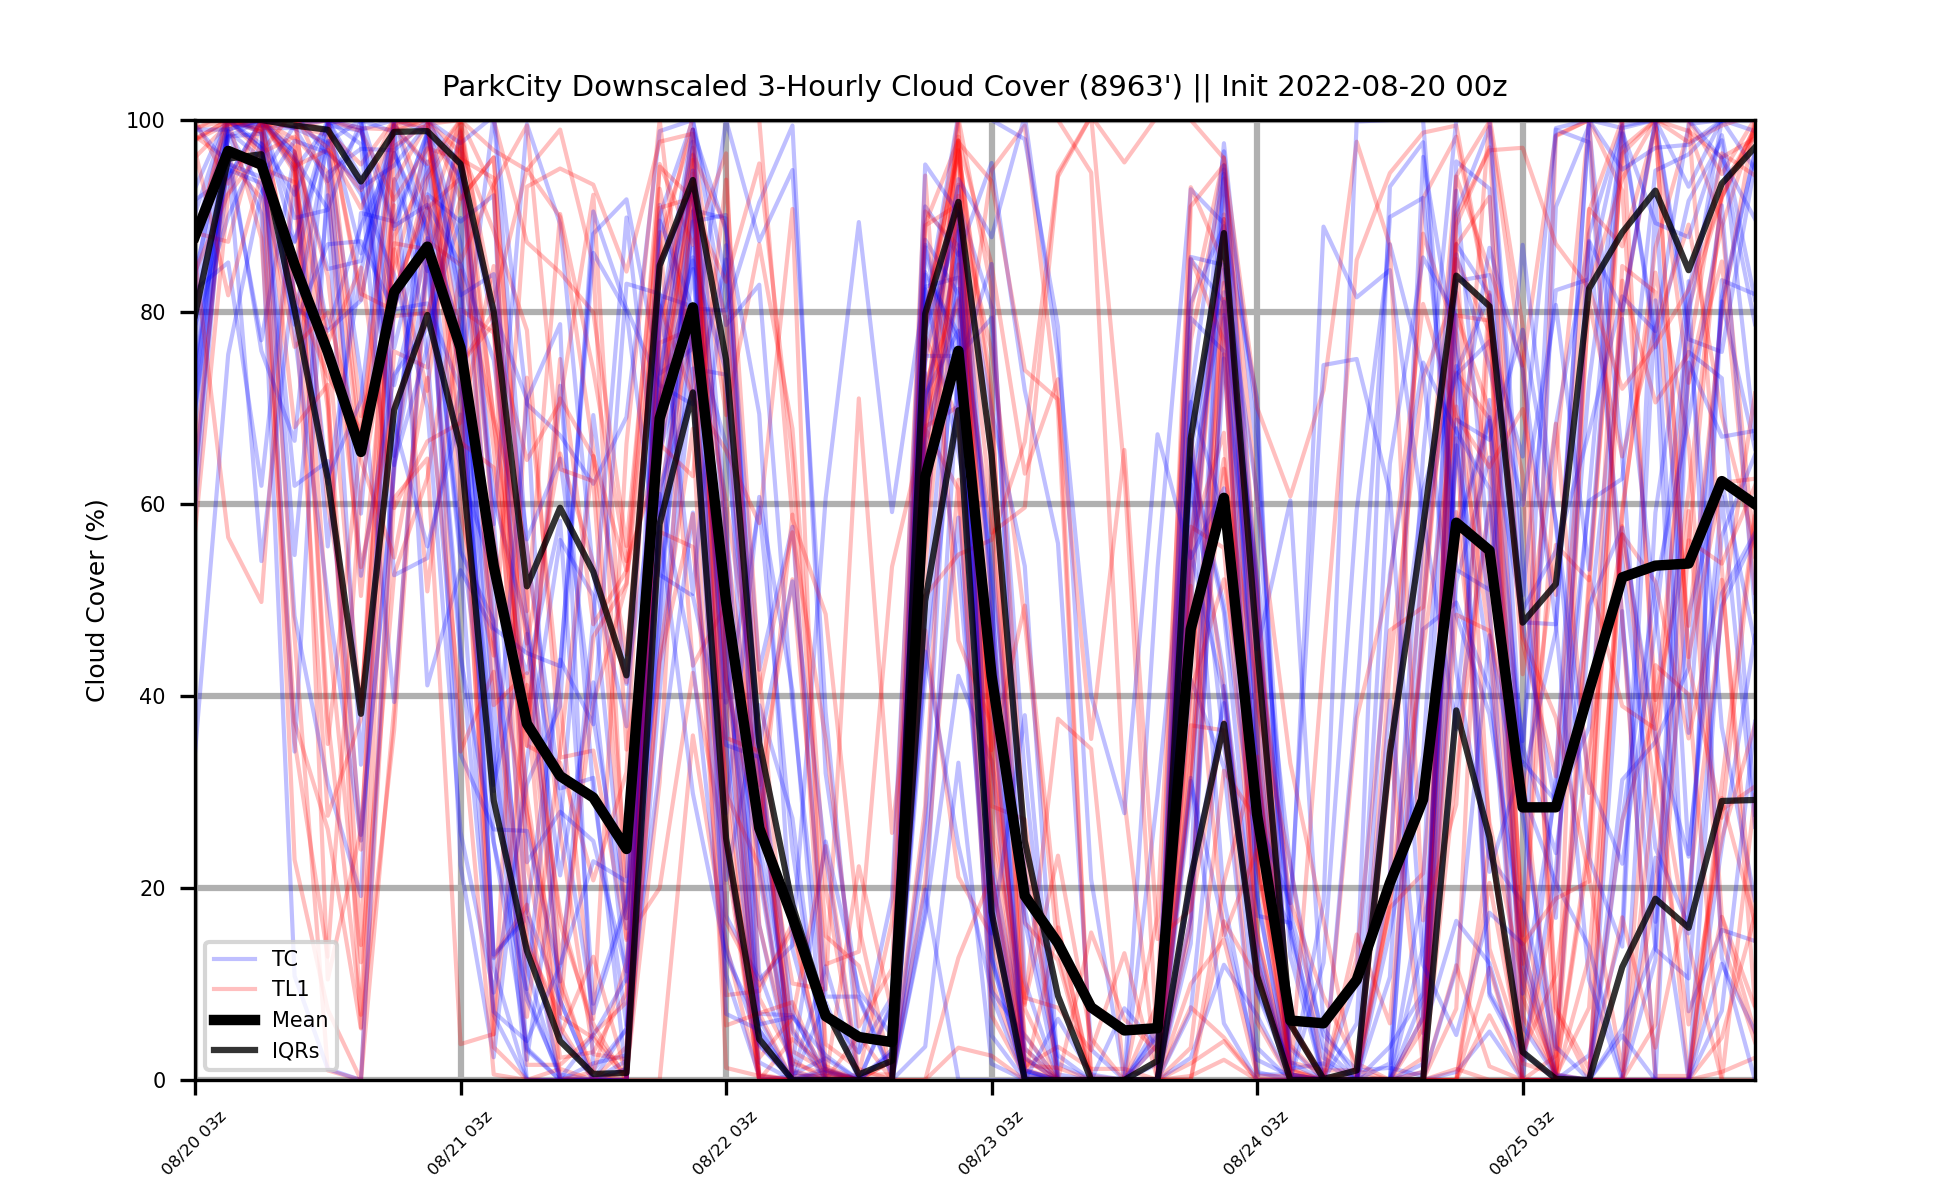 ParkCity Downscaled 3-Hourly Cloud Cover (8963') || Init 2022-08-20 00z
100
80
60
40
20
0
Cloud Cover (%)
TC
TL1
Mean
IQRs
08/20 03z
08/21 03z
08/22 03z
08/23 03z
08/24 03z
08/25 03z